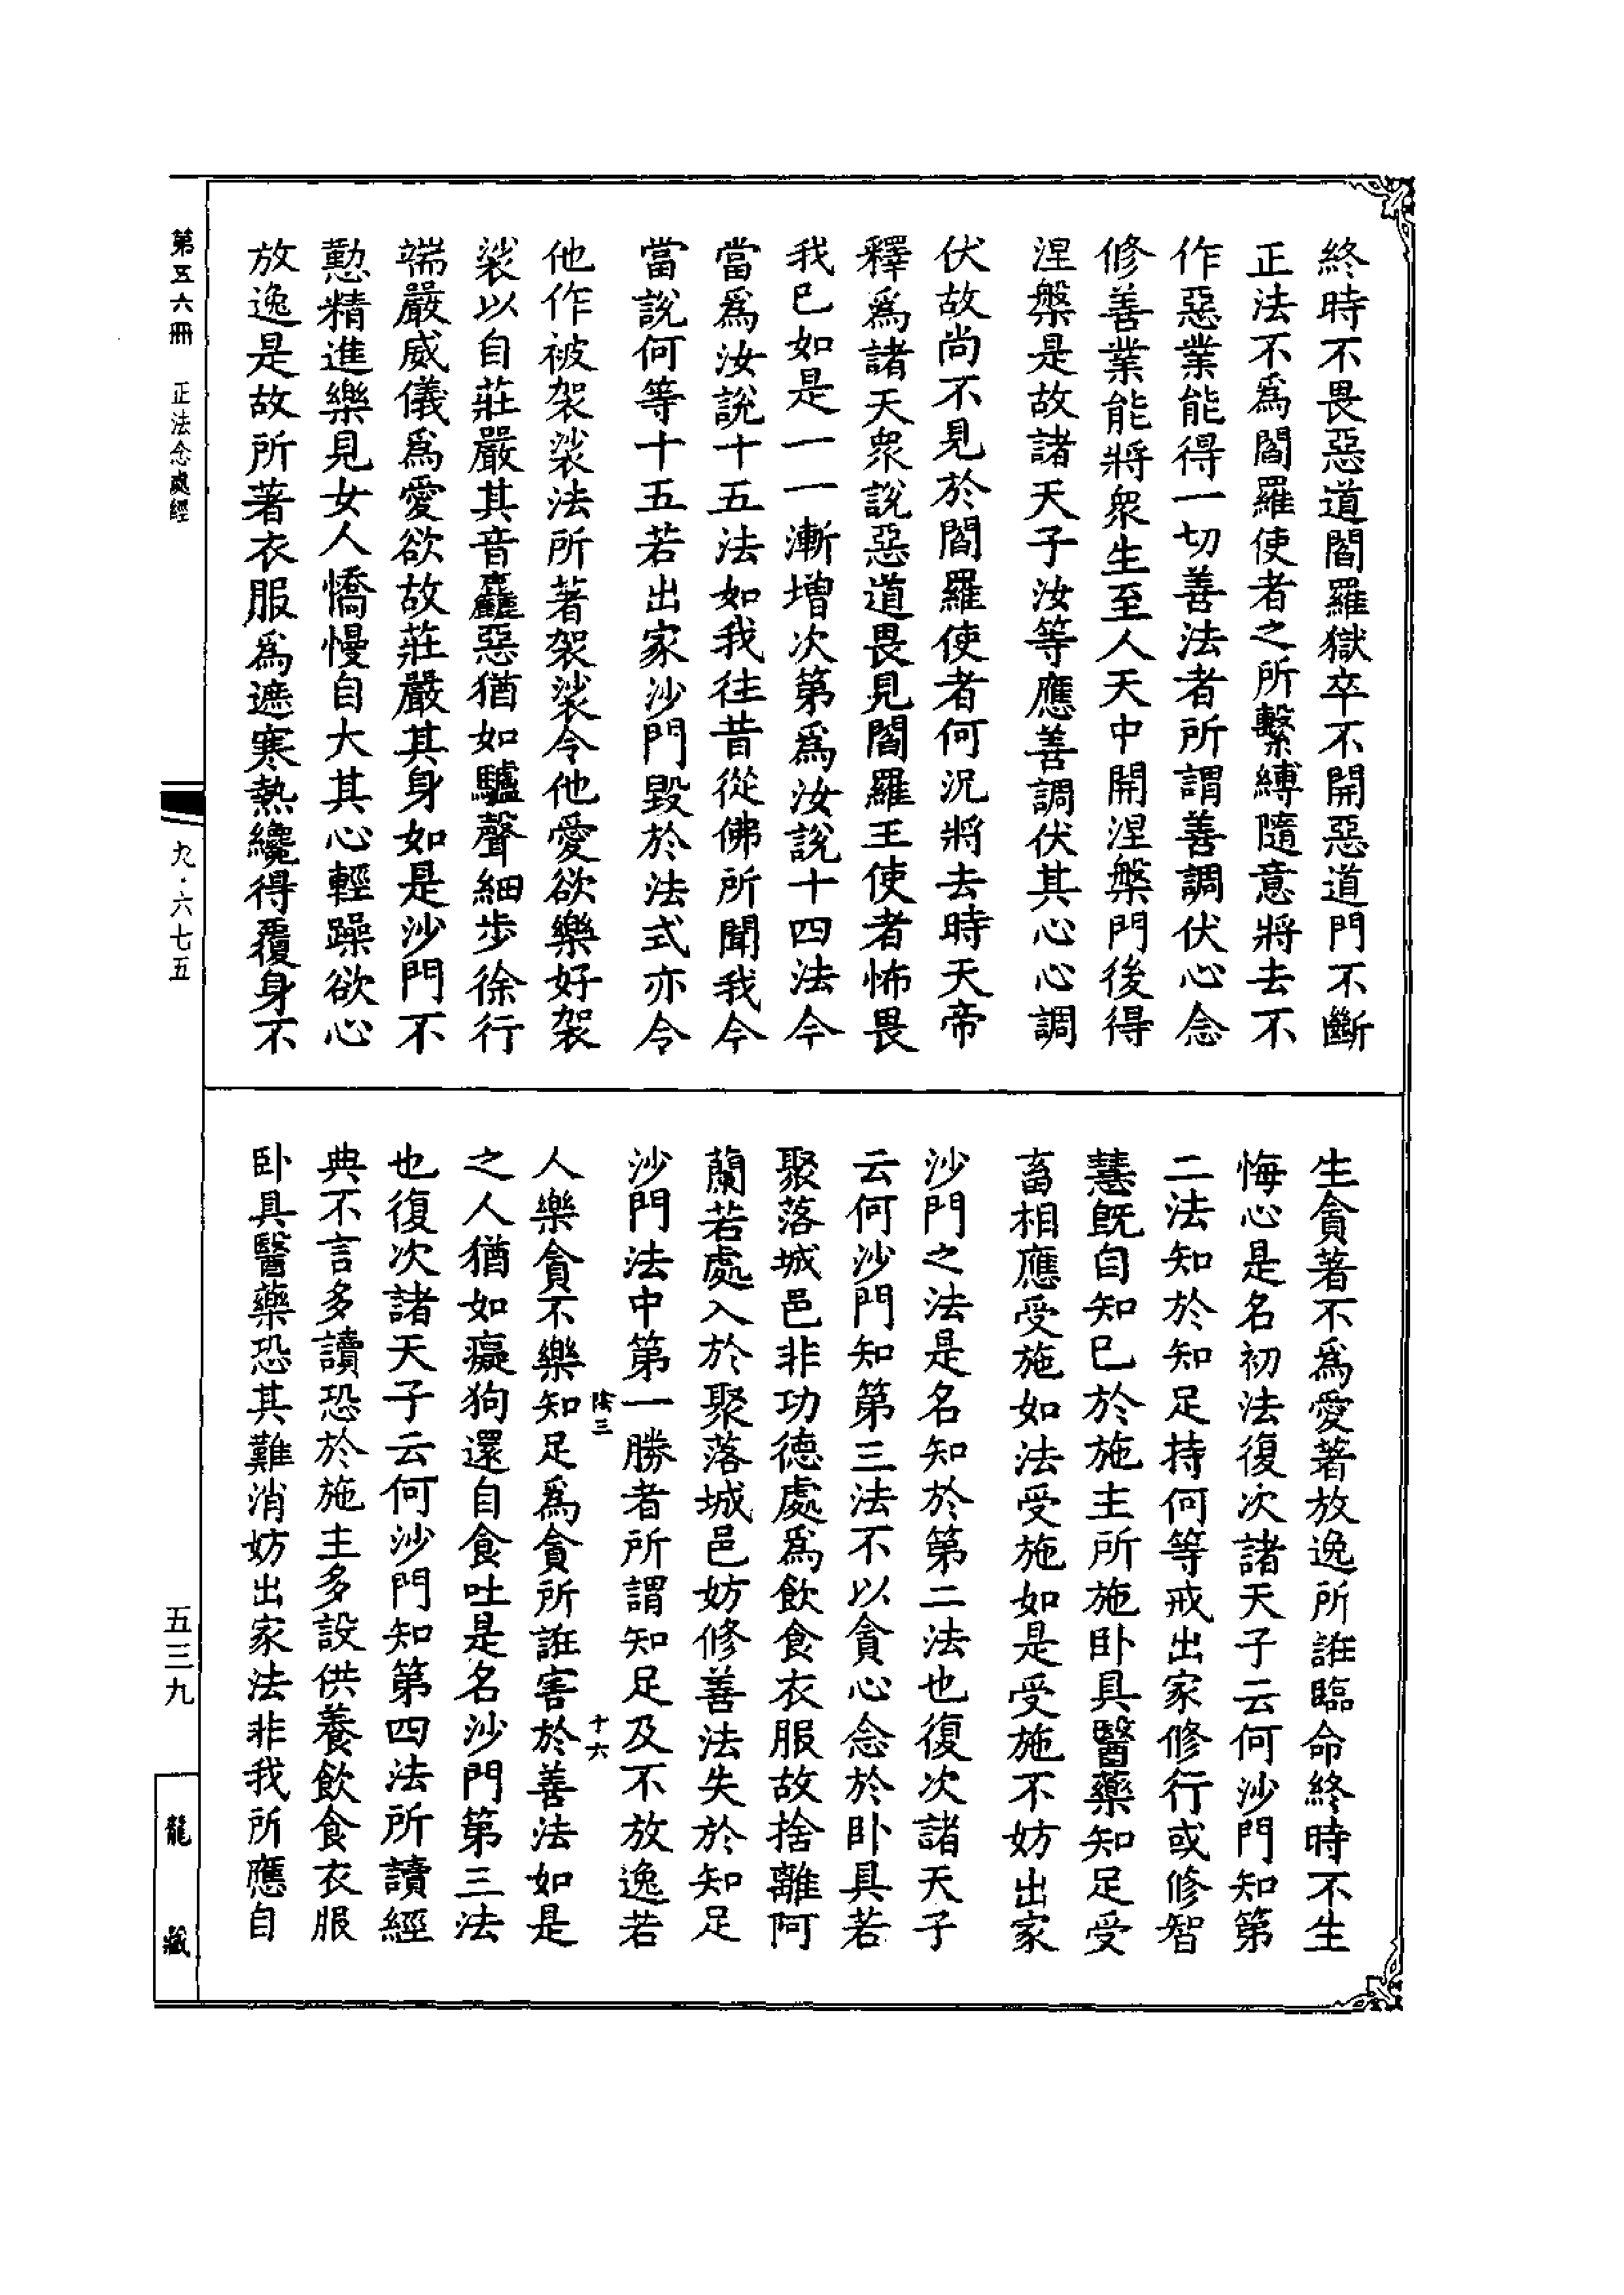 終時不畏惡道閻羅獄卒不開惡道門不斷
正法不爲閻羅使者之所繫縛隨意將去不
作惡業能得一切善法者所謂善調伏心念
修善業能將衆生至人天中開涅槃門後得
涅槃是故諸天子汝等應善調伏其心心調
伏故尚不見於閻羅使者何況將去時天帝
釋爲諸天衆說惡道畏見閻羅王使者怖畏
我已如是一一漸增次第爲汝說十四法今
當爲汝說十五法如我往昔從佛所聞我今
當說何等十五若出家沙門毀於法式亦令
他作被袈裟法所著袈裟令他愛欲樂好袈
裟以自莊嚴其音麤惡猶如驢聲細步徐行
端嚴威儀爲愛欲故莊嚴其身如是沙門不
懃精進樂見女人憍慢自大其心輕躁欲心
放逸是故所著衣服爲遮寒熱纔得覆身不
生貪著不爲愛著放逸所誑臨命終時不生
悔心是名初法復次諸天子云何沙門知第
二法知於知足持何等戒出家修行或修智
慧既自知已於施主所施臥具醫藥知足受
畜相應受施如法受施如是受施不妨出家
沙門之法是名知於第二法也復次諸天子
云何沙門知第三法不以貪心念於臥具若
聚落城邑非功德處爲飲食衣服故捨離阿
蘭若處入於聚落城邑妨修善法失於知足
沙門法中第一勝者所謂知足及不放逸若
陰三
十六
人樂貪不樂知足爲貪所誑害於善法如是
之人猶如癡狗還自食吐是名沙門第三法
也復次諸天子云何沙門知第四法所讀經
典不言多讀恐於施主多設供養飲食衣服
臥具醫藥恐其難消妨出家法非我所應自
第五六冊
正法念處經
九·六七五
五三九
龍藏